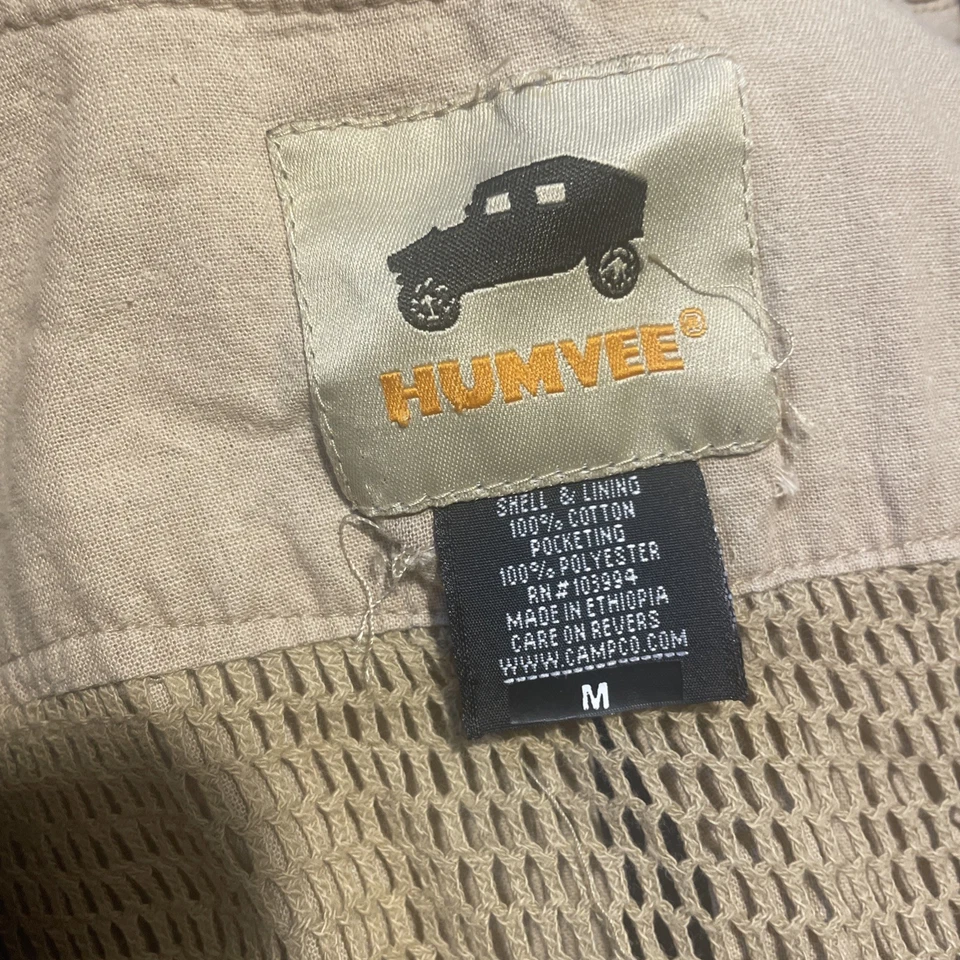 HUMVEE®
SHELL & LINING
100% COTTON
POCKETING
100% POLYESTER
RN#103994
MADE IN ETHIOPIA
CARE ON REVERS
WWW.CAMPCO.COM
M